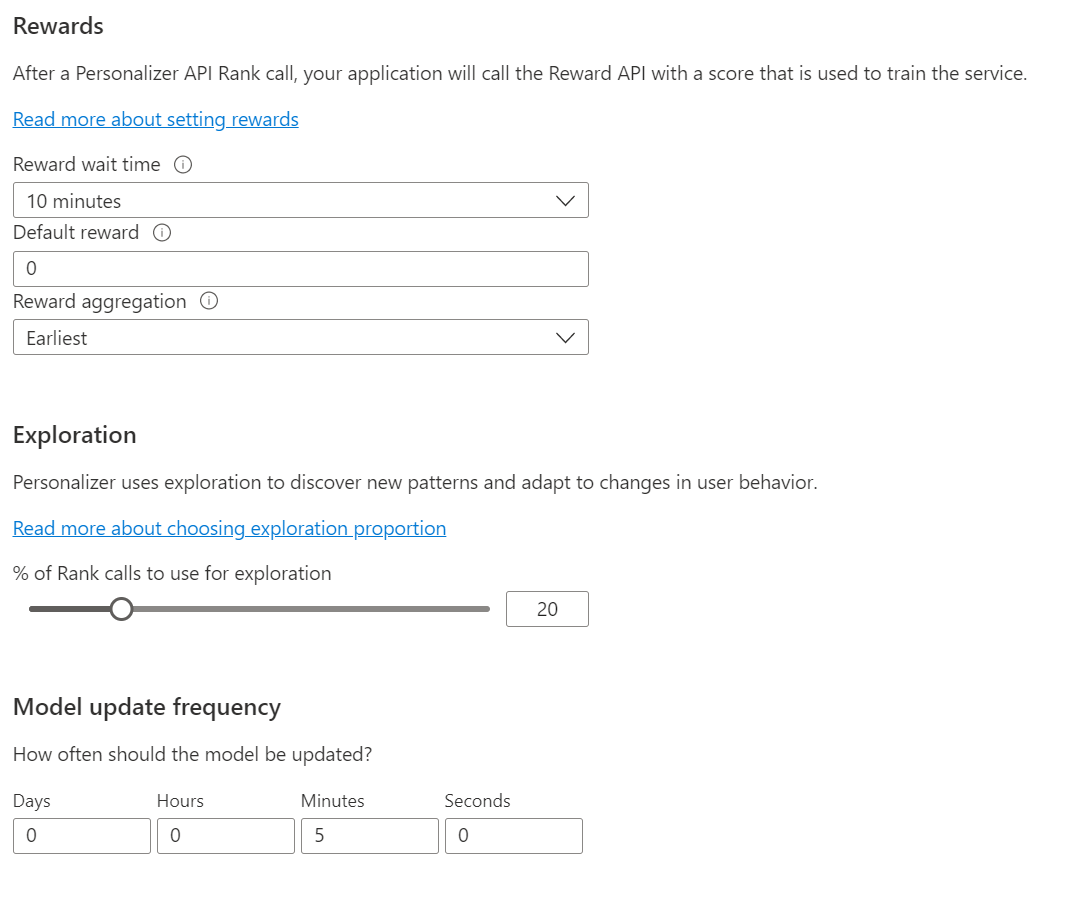 Rewards
After a Personalizer API Rank call, your application will call the Reward API with a score that is used to train the service.
Read more about setting rewards
Reward wait time
10 minutes
Default reward
0
Reward aggregation
Earliest
Exploration
Personalizer uses exploration to discover new patterns and adapt to changes in user behavior.
Read more about choosing exploration proportion
% of Rank calls to use for exploration
20
Model update frequency
How often should the model be updated?
Days Hours Minutes Seconds
0 0 5 0